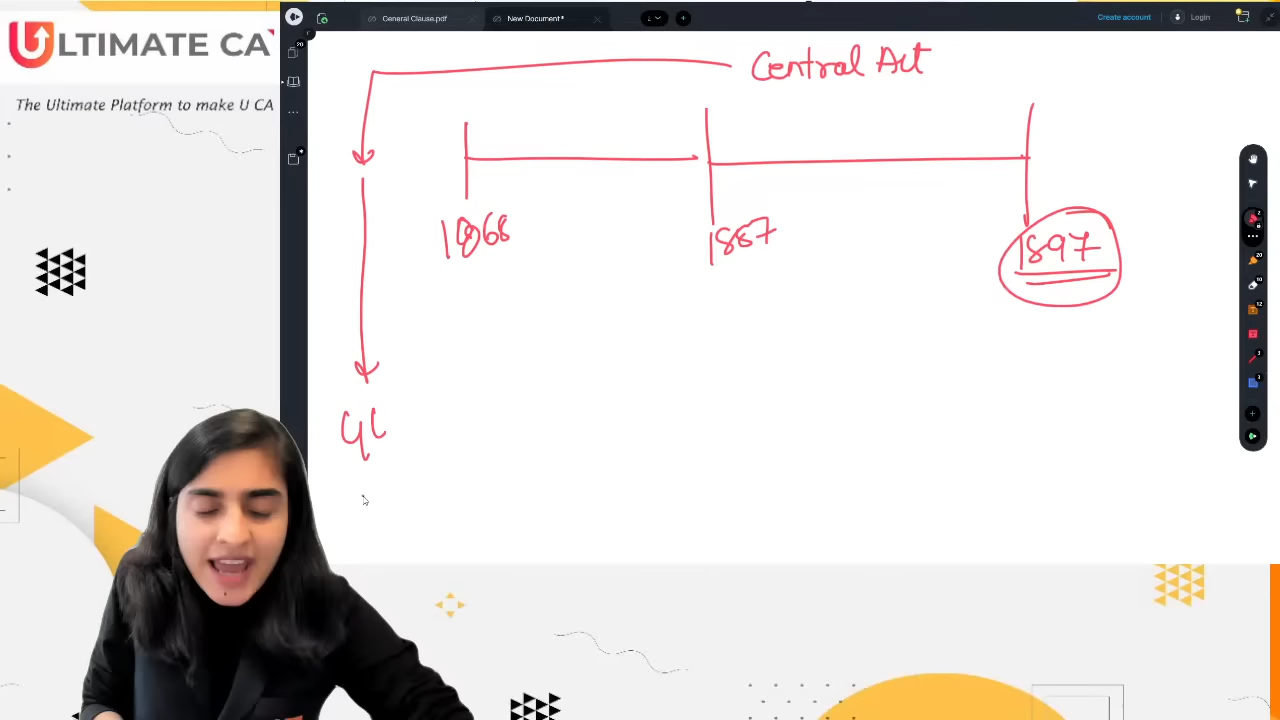 ULTIMATE CA
The Ultimate Platform to make U CA
General Clause.pdf
New Document*
Create account
Login
Central Act
1868
1887
1897
GC